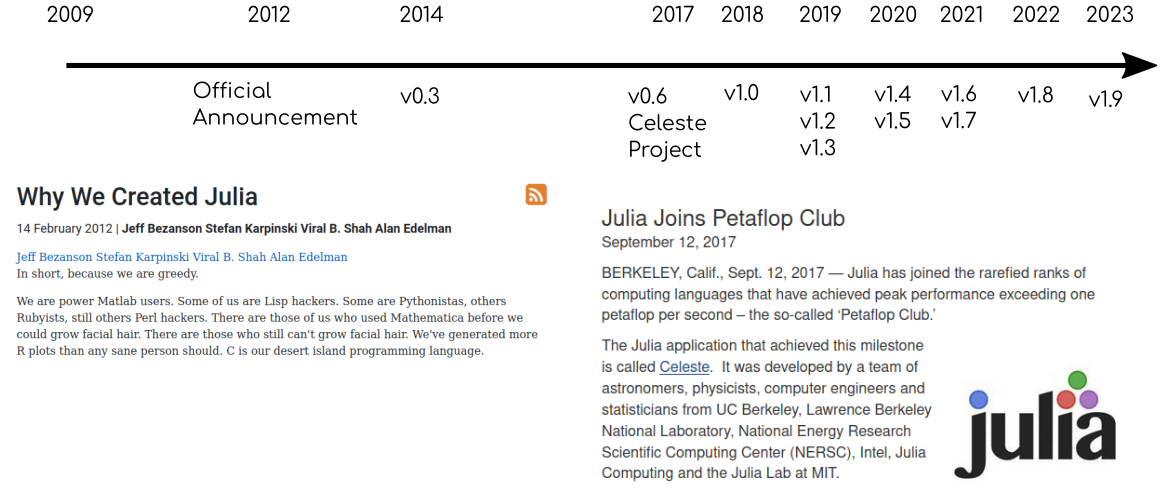 2009 2012 2014 2017 2018 2019 2020 2021 2022 2023
Official
Announcement
v0.3
v0.6
Celeste
Project
v1.0
v1.1
v1.2
v1.3
v1.4
v1.5
v1.6
v1.7
v1.8
v1.9
Why We Created Julia
14 February 2012 | Jeff Bezanson Stefan Karpinski Viral B. Shah Alan Edelman
Jeff Bezanson Stefan Karpinski Viral B. Shah Alan Edelman
In short, because we are greedy.
We are power Matlab users. Some of us are Lisp hackers. Some are Pythonistas, others
Rubyists, still others Perl hackers. There are those of us who used Mathematica before we
could grow facial hair. There are those who still can't grow facial hair. We've generated more
R plots than any sane person should. C is our desert island programming language.
Julia Joins Petaflop Club
September 12, 2017
BERKELEY, Calif., Sept. 12, 2017 — Julia has joined the rarefied ranks of
computing languages that have achieved peak performance exceeding one
petaflop per second – the so-called ‘Petaflop Club.’
The Julia application that achieved this milestone
is called Celeste.  It was developed by a team of
astronomers, physicists, computer engineers and
statisticians from UC Berkeley, Lawrence Berkeley
National Laboratory, National Energy Research
Scientific Computing Center (NERSC), Intel, Julia
Computing and the Julia Lab at MIT.
julia